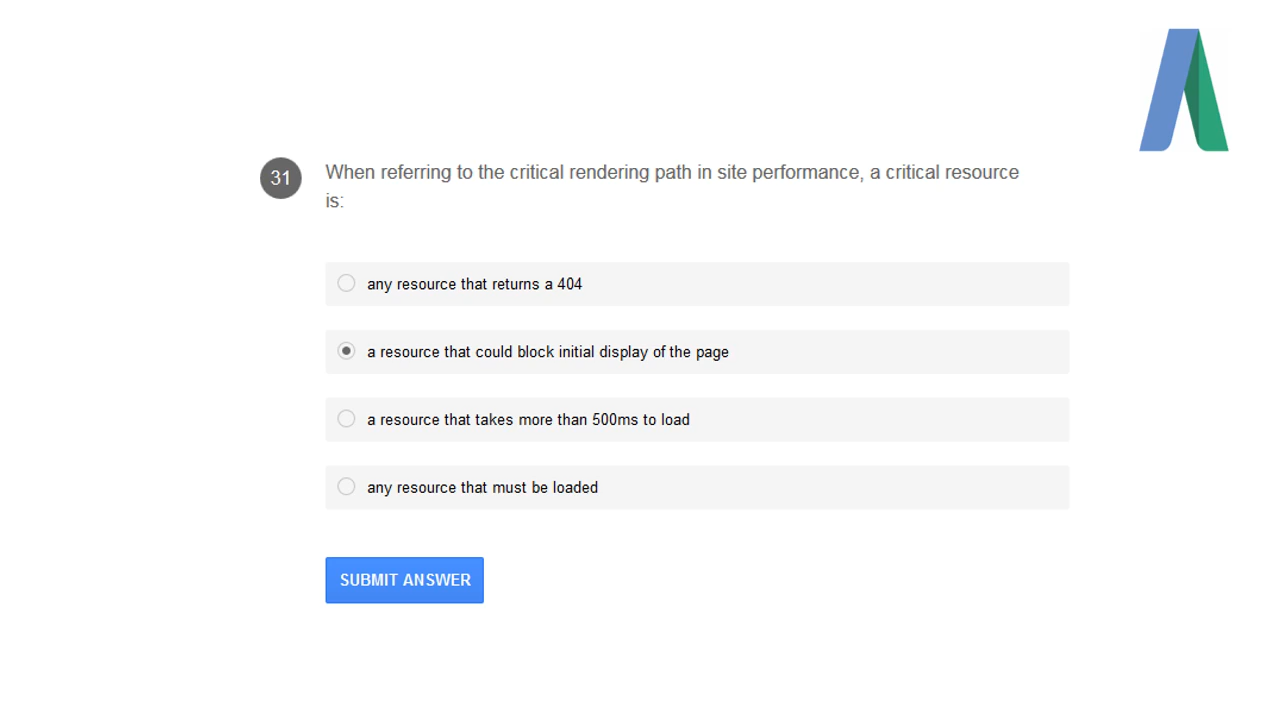 31
When referring to the critical rendering path in site performance, a critical resource
is:
any resource that returns a 404
a resource that could block initial display of the page
a resource that takes more than 500ms to load
any resource that must be loaded
SUBMIT ANSWER